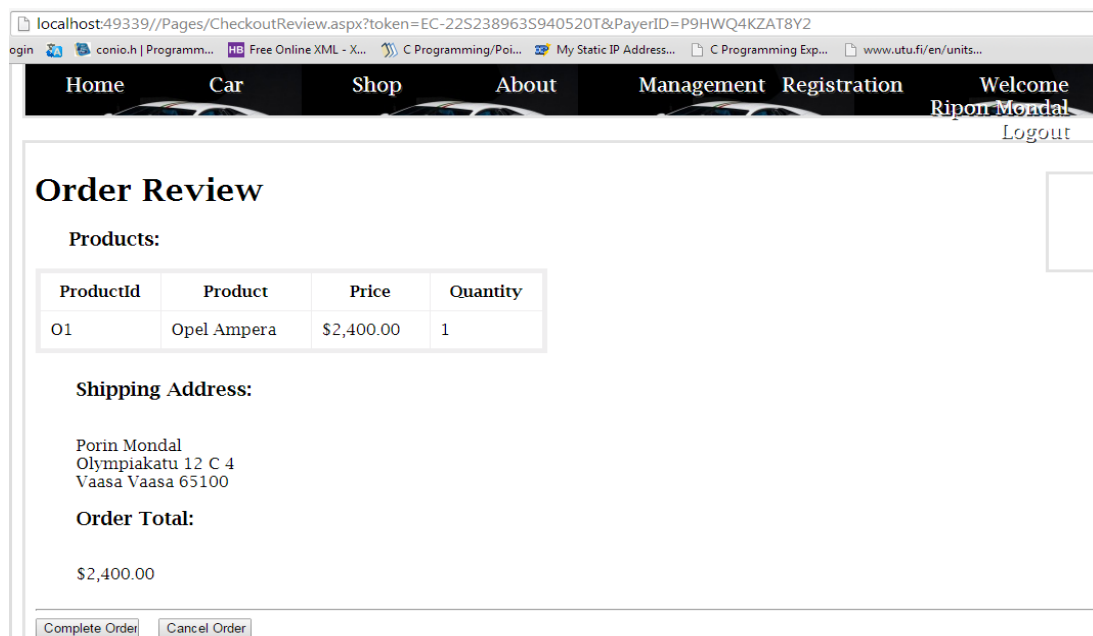 localhost:49339//Pages/CheckoutReview.aspx?token=EC-22S238963S940520T&PayerID=P9HWQ4KZAT8Y2
ogin conio.h | Programm... HB Free Online XML - X... C Programming/Poi... My Static IP Address... C Programming Exp... www.utu.fi/en/units...
Home Car Shop About Management Registration Welcome
Ripon Mondal
Logout
Order Review
Products:
ProductId Product Price Quantity
O1 Opel Ampera $2,400.00 1
Shipping Address:
Porin Mondal
Olympiakatu 12 C 4
Vaasa Vaasa 65100
Order Total:
$2,400.00
Complete Order Cancel Order